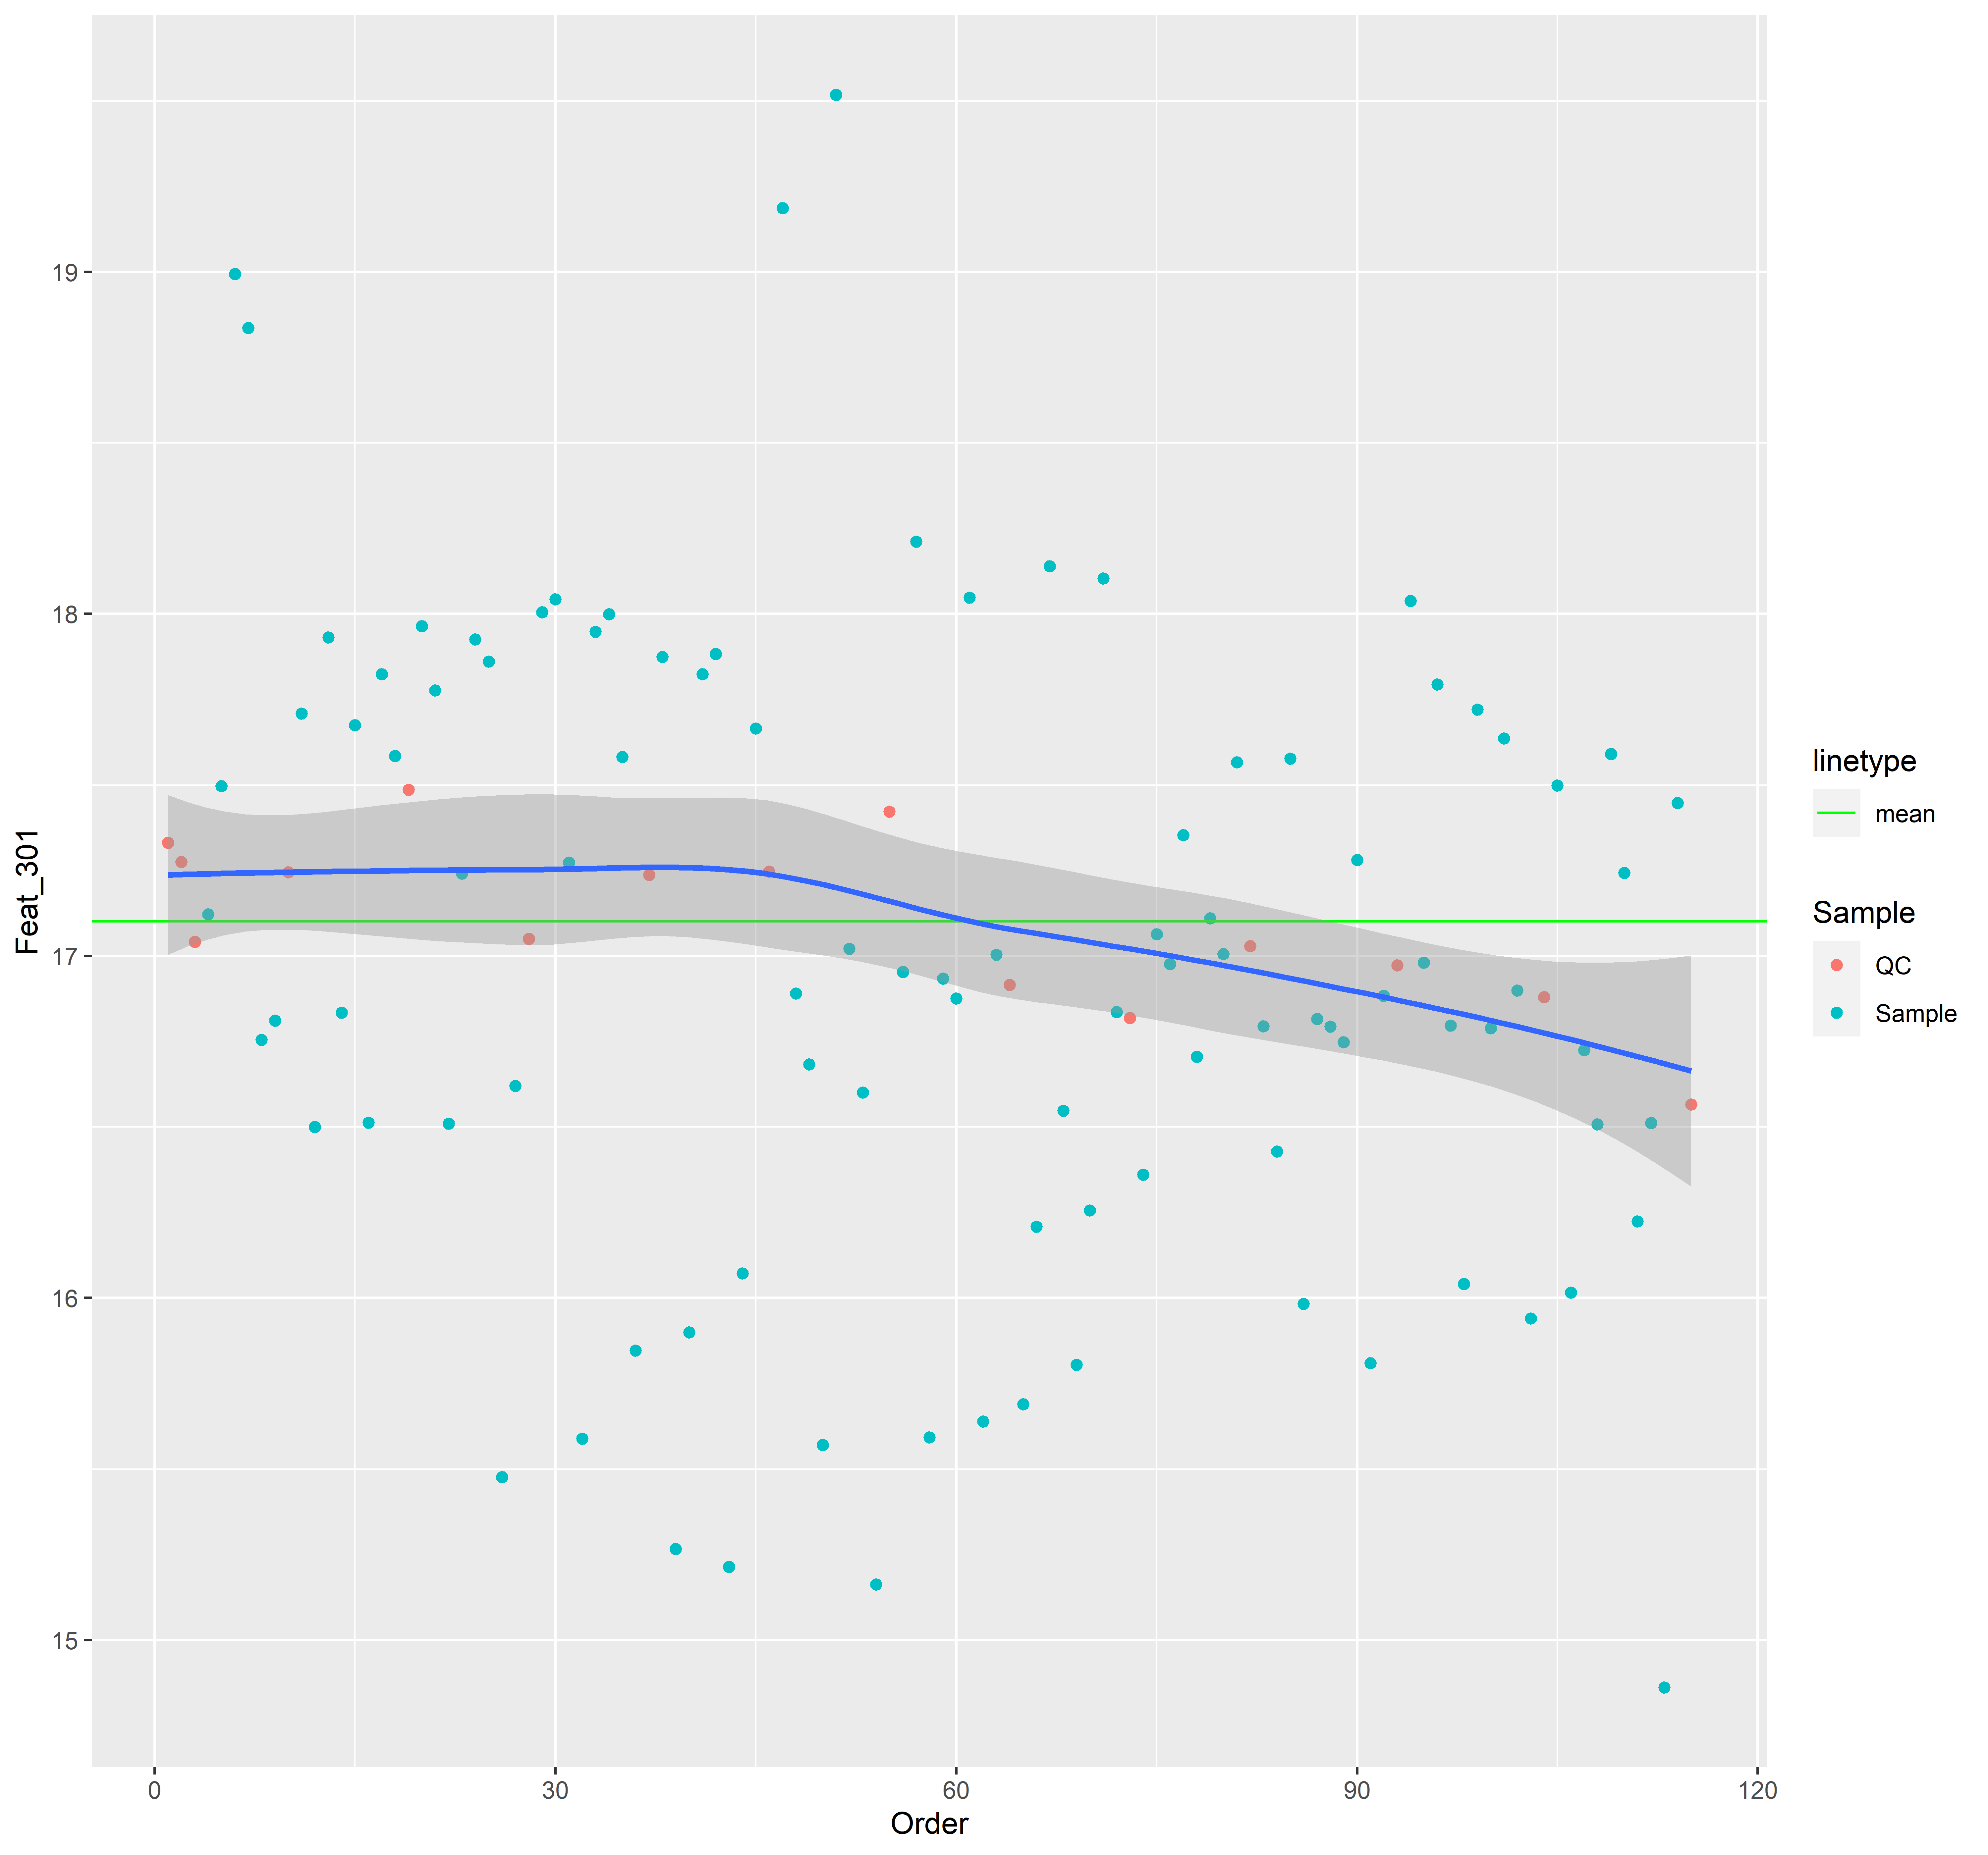 Feat_301
19
18
17
16
15
0 30 60 90 120
Order
linetype
mean
Sample
QC
Sample